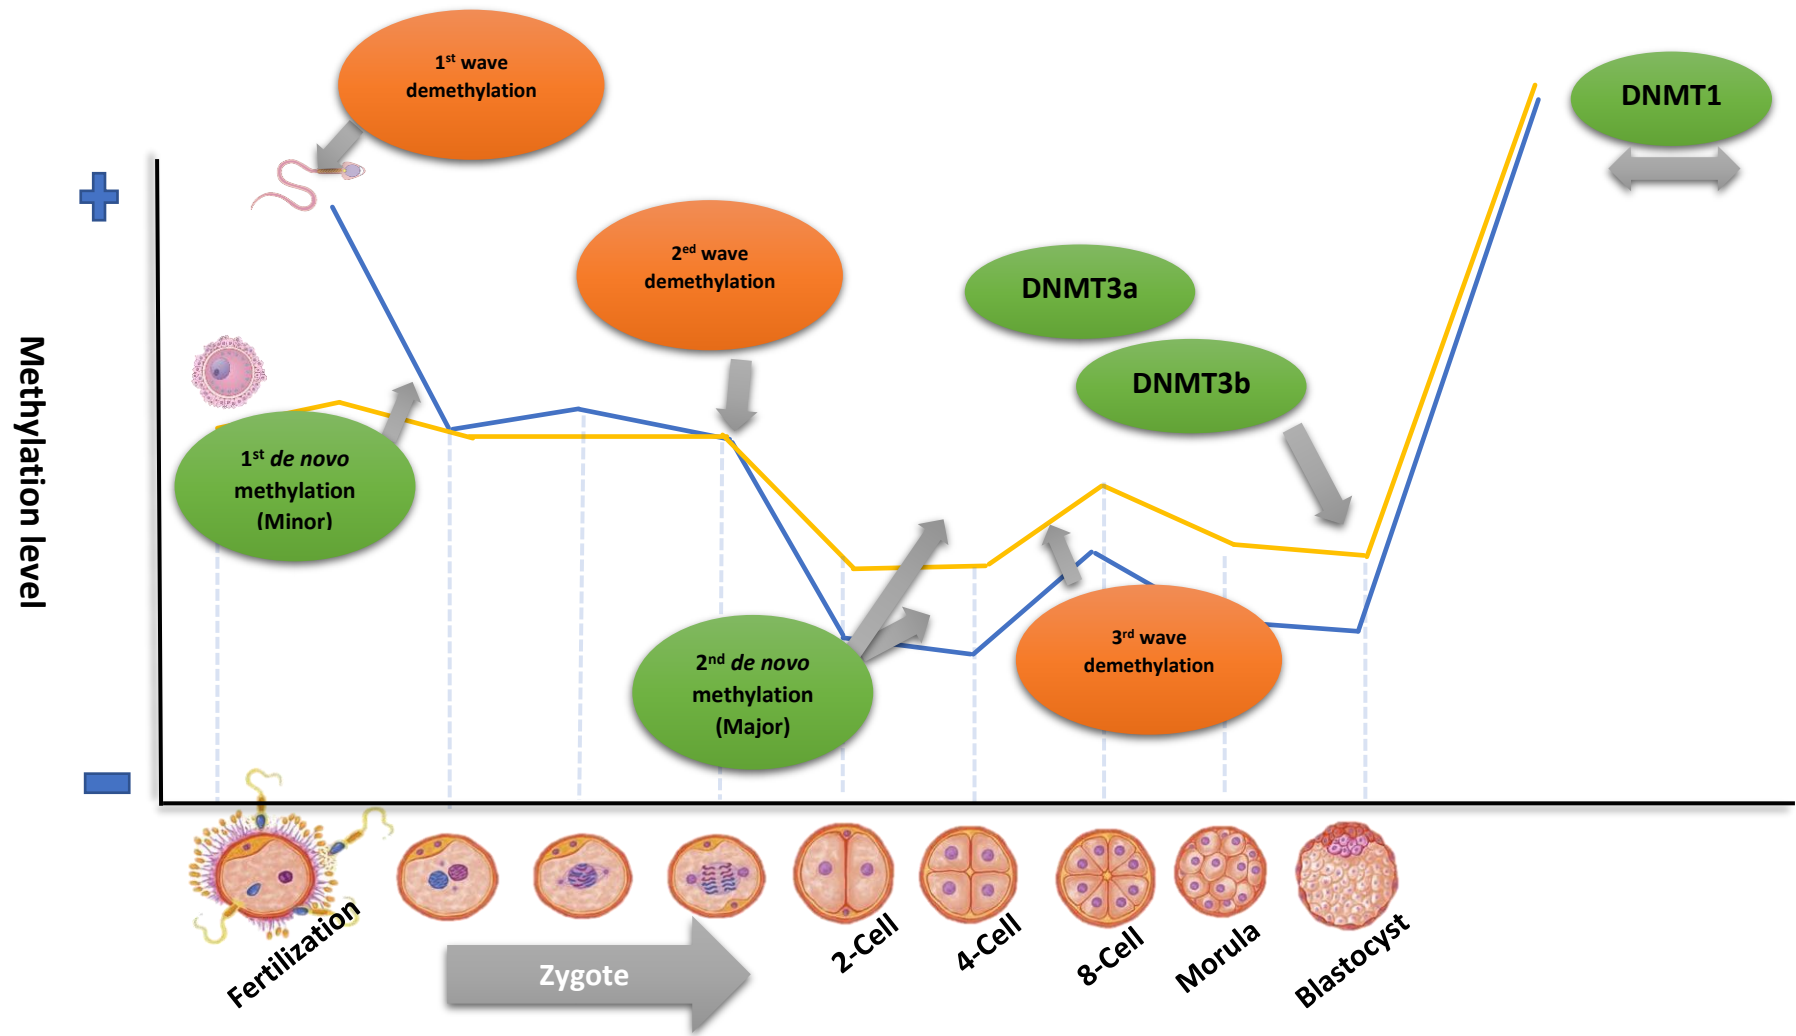 1st wave
demethylation
DNMT1
2ed wave
demethylation
DNMT3a
DNMT3b
Methylation level
1st de novo
methylation
(Minor)
2nd de novo
methylation
(Major)
3rd wave
demethylation
Fertilization
Zygote
2-Cell
4-Cell
8-Cell
Morula
Blastocyst